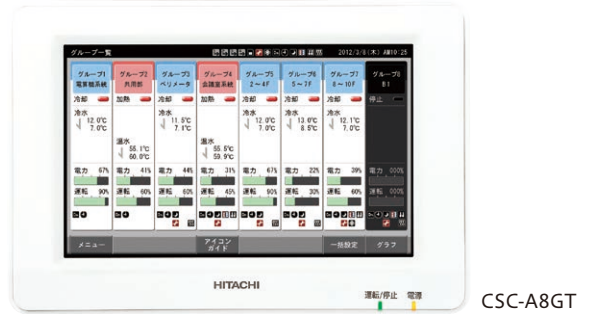 グループ一覧 2012/3/8(木) AM10:25
グループ1 グループ2 グループ3 グループ4 グループ5 グループ6 グループ7 グループ8
電算機系統 共用部 ペリメータ 会議室系統 2～4F 5～7F 8～10F B1
冷却 加熱 冷却 加熱 冷却 冷却 冷却 停止
冷水 冷水 冷水 冷水 冷水
12.0℃ 11.5℃ 12.0℃ 13.0℃ 12.1℃
7.0℃ 7.1℃ 7.0℃ 8.5℃ 7.0℃
温水 温水
55.1℃ 55.5℃
60.0℃ 59.9℃
電力 67% 電力 41% 電力 44% 電力 31% 電力 67% 電力 22% 電力 39% 電力 000%
運転 90% 運転 60% 運転 60% 運転 45% 運転 90% 運転 30% 運転 60% 運転 000%
メニュー アイコン 一括設定 グラフ
ガイド
HITACHI
運転/停止 電源
CSC-A8GT